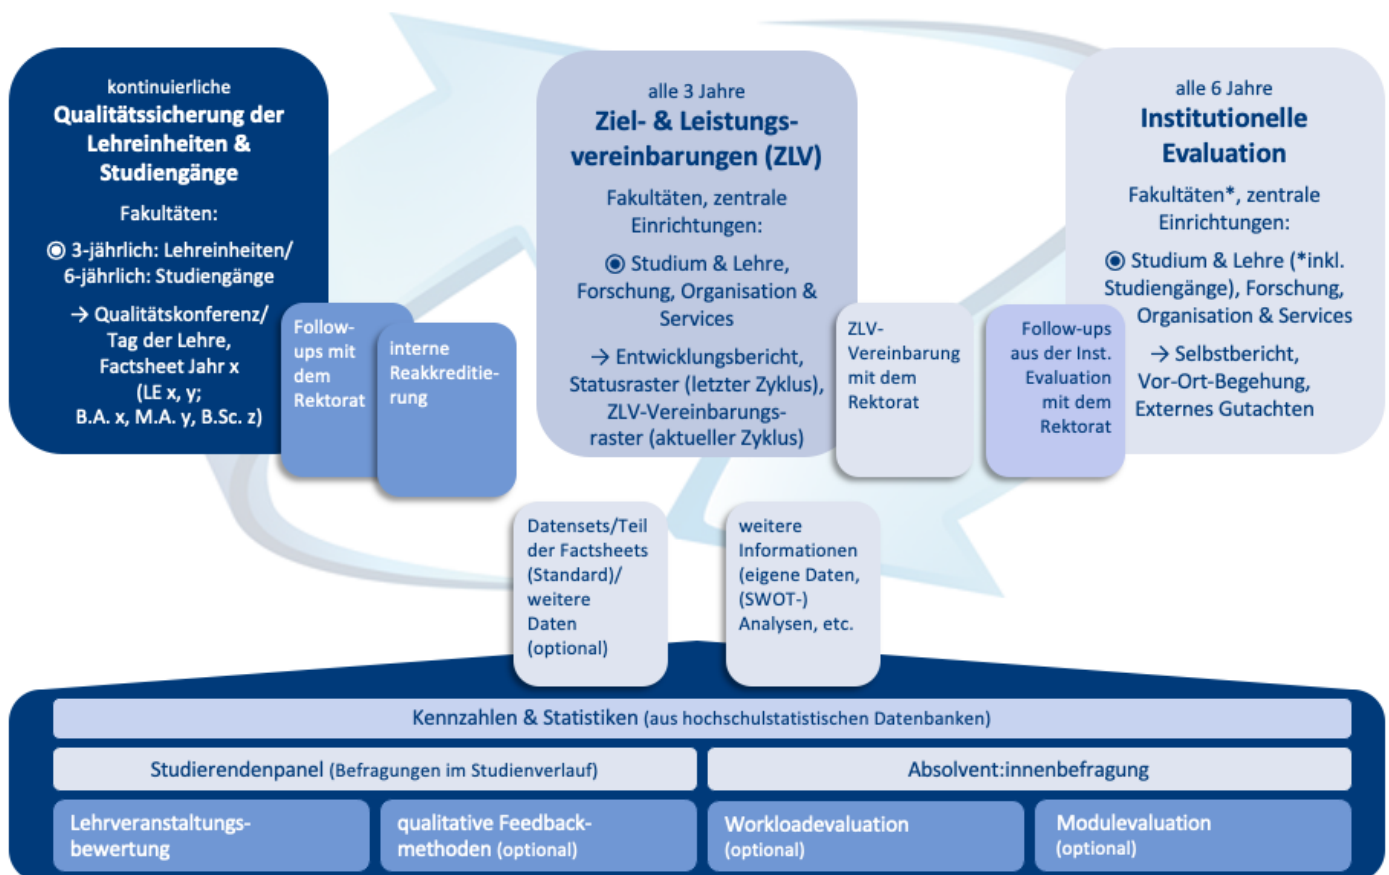 kontinuierliche
Qualitätssicherung der
Lehreinheiten &
Studiengänge
Fakultäten:
◉ 3-jährlich: Lehreinheiten/
6-jährlich: Studiengänge
→ Qualitätskonferenz/
Tag der Lehre,
Factsheet Jahr x
(LE x, y;
B.A. x, M.A. y, B.Sc. z)
Follow-
ups mit
dem
Rektorat
interne
Reakkreditie-
rung
alle 3 Jahre
Ziel- & Leistungs-
vereinbarungen (ZLV)
Fakultäten, zentrale
Einrichtungen:
◉ Studium & Lehre,
Forschung, Organisation &
Services
→ Entwicklungsbericht,
Statusraster (letzter Zyklus),
ZLV-Vereinbarungs-
raster (aktueller Zyklus)
ZLV-
Vereinbarung
mit dem
Rektorat
Follow-ups
aus der Inst.
Evaluation
mit dem
Rektorat
alle 6 Jahre
Institutionelle
Evaluation
Fakultäten*, zentrale
Einrichtungen:
◉ Studium & Lehre (*inkl.
Studiengänge), Forschung,
Organisation & Services
→ Selbstbericht,
Vor-Ort-Begehung,
Externes Gutachten
Datensets/Teil
der Factsheets
(Standard)/
weitere
Daten
(optional)
weitere
Informationen
(eigene Daten,
(SWOT-)
Analysen, etc.
Kennzahlen & Statistiken (aus hochschulstatistischen Datenbanken)
Studierendenpanel (Befragungen im Studienverlauf)
Absolvent:innenbefragung
Lehrveranstaltungs-
bewertung
qualitative Feedback-
methoden (optional)
Workloadevaluation
(optional)
Modulevaluation
(optional)